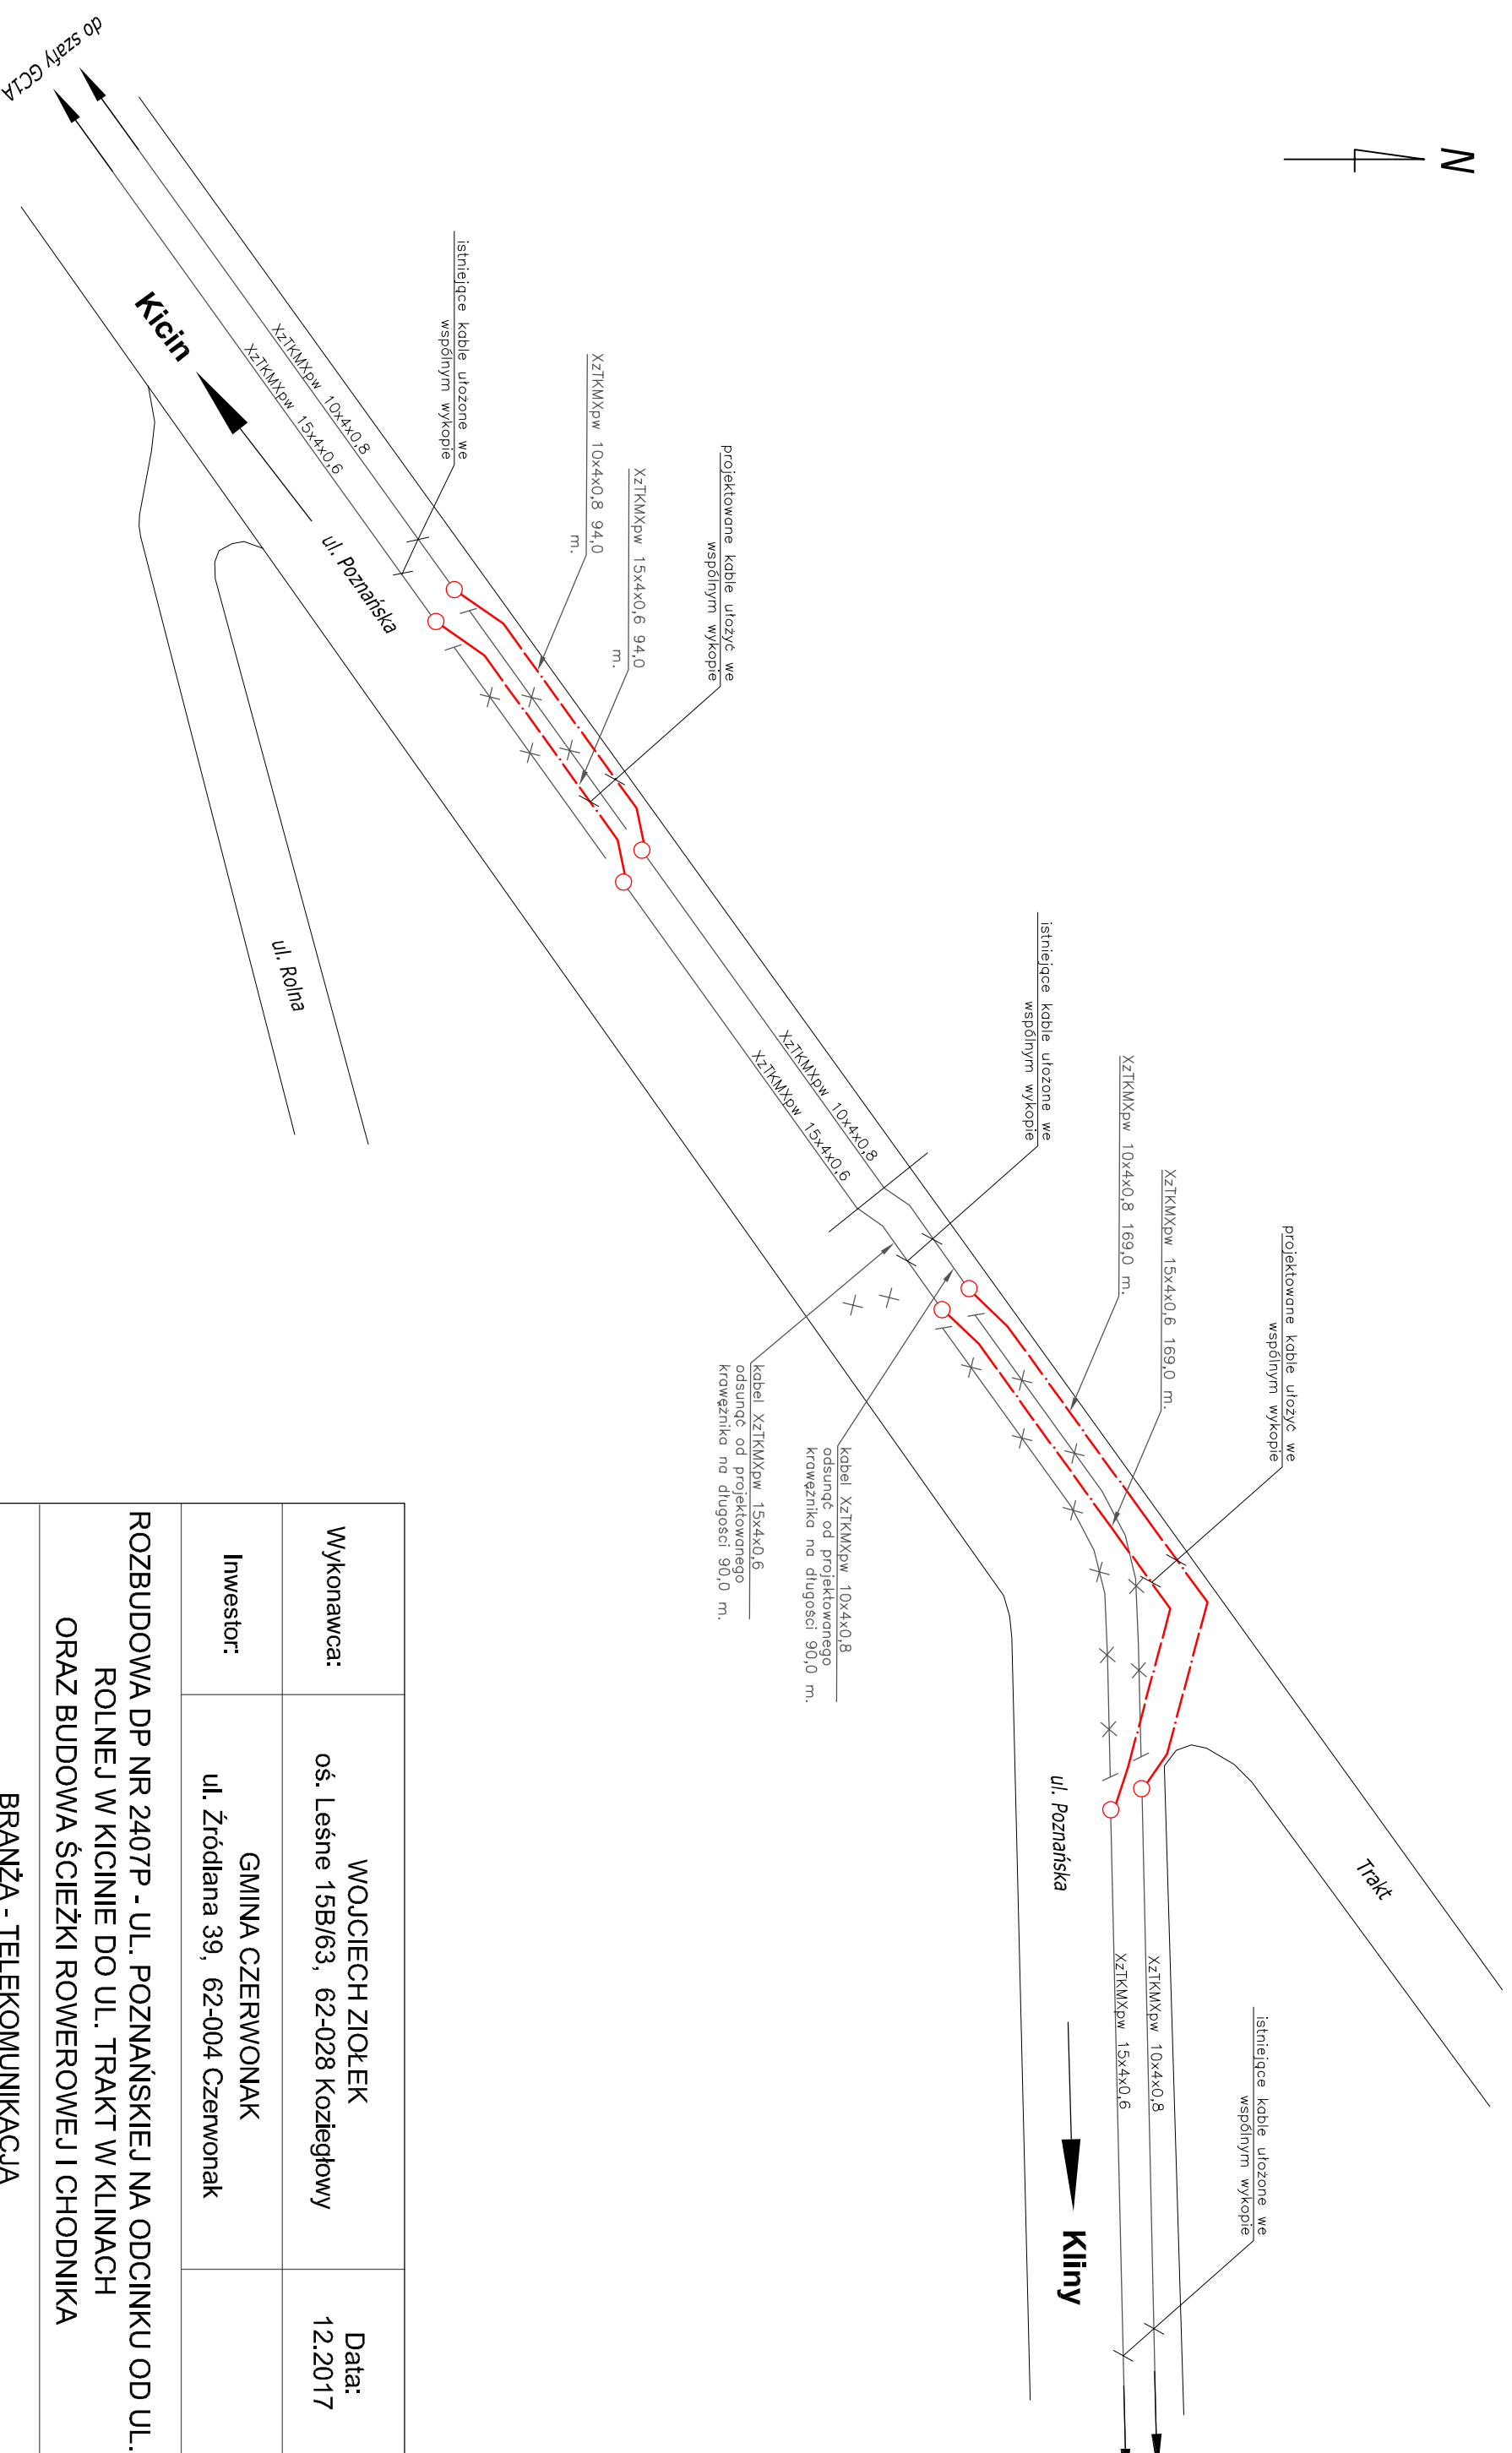 N
do szafy GC1A
Kicin
XzTKMXpw 10x4x0,8
XzTKMXpw 15x4x0,6
istniejące kable ułożone we
wspólnym wykopie
ul. Poznańska
XzTKMXpw 10x4x0,8 94,0
m.
XzTKMXpw 15x4x0,6 94,0
m.
projektowane kable ułożyć we
wspólnym wykopie
ul. Rolna
XzTKMXpw 10x4x0,8
XzTKMXpw 15x4x0,6
istniejące kable ułożone we
wspólnym wykopie
XzTKMXpw 10x4x0,8 169,0 m.
XzTKMXpw 15x4x0,6 169,0 m.
projektowane kable ułożyć we
wspólnym wykopie
kabel XzTKMXpw 10x4x0,8
odsunąć od projektowanego
krawężnika na długości 90,0 m.
kabel XzTKMXpw 15x4x0,6
odsunąć od projektowanego
krawężnika na długości 90,0 m.
Trakt
ul. Poznańska
XzTKMXpw 10x4x0,8
XzTKMXpw 15x4x0,6
istniejące kable ułożone we
wspólnym wykopie
Kliny
Wykonawca:
WOJCIECH ZIOŁEK
oś. Leśne 15B/63, 62-028 Koziegłowy
Data:
12.2017
Inwestor:
GMINA CZERWONAK
ul. Źródlana 39, 62-004 Czerwonak
ROZBUDOWA DP NR 2407P - UL. POZNAŃSKIEJ NA ODCINKU OD UL.
ROLNEJ W KICINIE DO UL. TRAKT W KLINACH
ORAZ BUDOWA ŚCIEŻKI ROWEROWEJ I CHODNIKA
BRANŻA - TELEKOMUNIKACJA